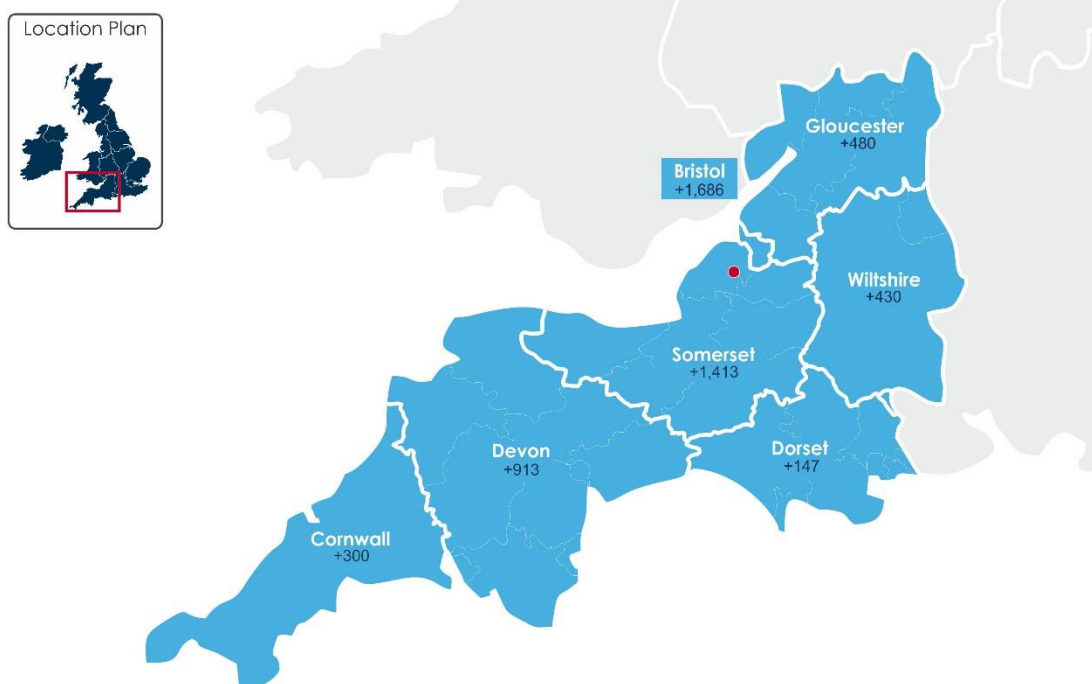 Location Plan
Gloucester
+480
Bristol
+1,686
Wiltshire
+430
Somerset
+1,413
Devon
+913
Dorset
+147
Cornwall
+300